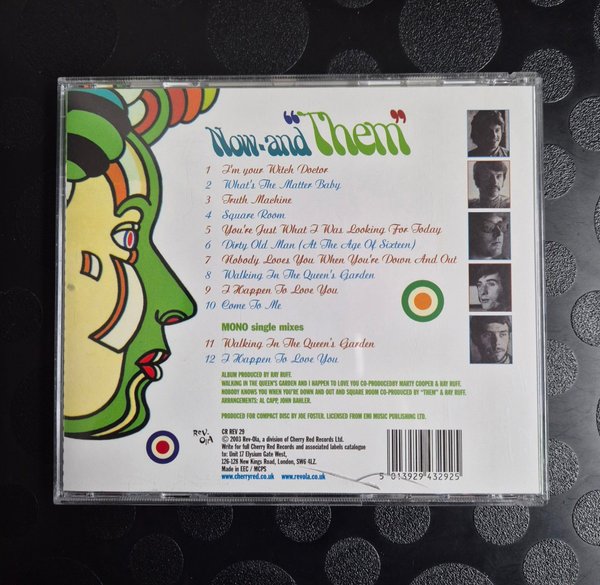 Now-and "Them"
1 I'm your Witch Doctor
2 What's The Matter Baby
3 Truth Machine
4 Square Room
5 You're Just What I Was Looking For Today
6 Dirty Old Man (At The Age Of Sixteen)
7 Nobody Loves You When You're Down And Out
8 Walking In The Queen's Garden
9 I Happen To Love You
10 Come To Me
MONO single mixes
11 Walking In The Queen's Garden
12 I Happen To Love You
ALBUM PRODUCED BY RAY RUFF.
WALKING IN THE QUEEN'S GARDEN AND I HAPPEN TO LOVE YOU CO-PRODUCEDBY MARTY COOPER & RAY RUFF.
NOBODY KNOWS YOU WHEN YOU'RE DOWN AND OUT AND SQUARE ROOM CO-PRODUCED BY "THEM" & RAY RUFF.
ARRANGEMENTS: AL CAPP, JOHN BAHLER.
PRODUCED FOR COMPACT DISC BY JOE FOSTER. LICENSED FROM EMI MUSIC PUBLISHING LTD.
Rev-Ola
CR REV 29
© 2003 Rev-Ola, a division of Cherry Red Records Ltd.
Write for full Cherry Red Records and associated labels catalogue
to: Unit 17 Elysium Gate West,
126-128 New Kings Road, London, SW6 4LZ.
Made in EEC / MCPS
www.cherryred.co.uk www.revola.co.uk
5 013929 432925